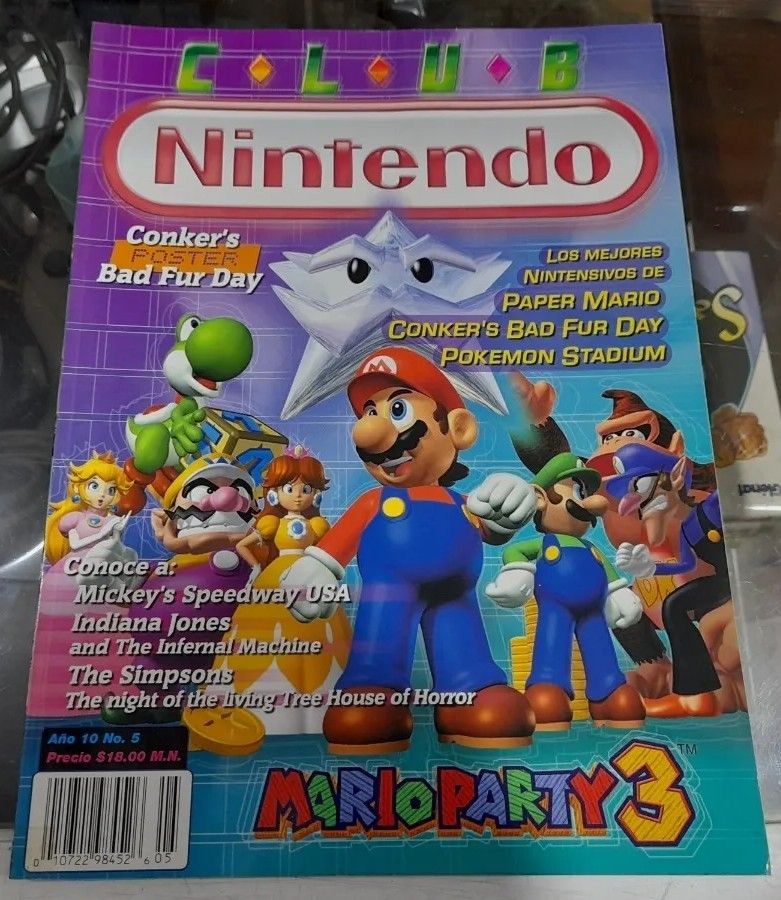 C♦L♦U♦B
Nintendo
Conker's
POSTER
Bad Fur Day
LOS MEJORES
NINTENSIVOS DE
PAPER MARIO
CONKER'S BAD FUR DAY
POKEMON STADIUM
M
Conoce a:
Mickey's Speedway USA
Indiana Jones
and The Infernal Machine
The Simpsons
The night of the living Tree House of Horror
Año 10 No. 5
Precio $18.00 M.N.
MARIO PARTY 3 TM
0 10722 98452 6 05
Glénat